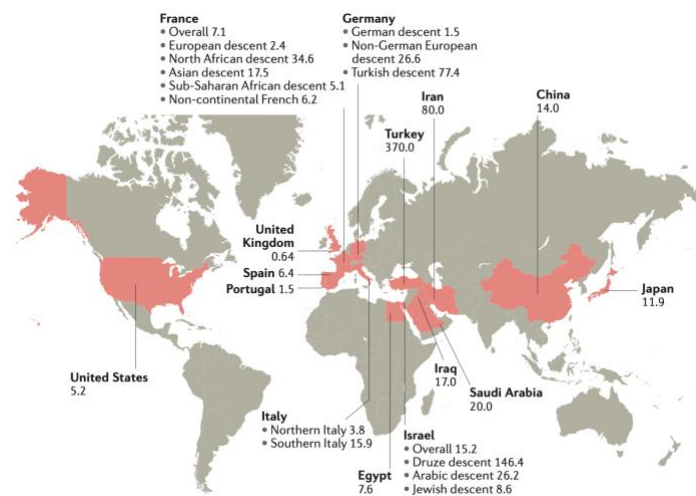 France
• Overall 7.1
• European descent 2.4
• North African descent 34.6
• Asian descent 17.5
• Sub-Saharan African descent 5.1
• Non-continental French 6.2
Germany
• German descent 1.5
• Non-German European
descent 26.6
• Turkish descent 77.4
Iran
80.0
China
14.0
Turkey
370.0
United
Kingdom
0.64
Spain 6.4
Portugal 1.5
Japan
11.9
United States
5.2
Iraq
17.0
Saudi Arabia
20.0
Italy
• Northern Italy 3.8
• Southern Italy 15.9
Egypt
7.6
Israel
• Overall 15.2
• Druze descent 146.4
• Arabic descent 26.2
• Jewish descent 8.6